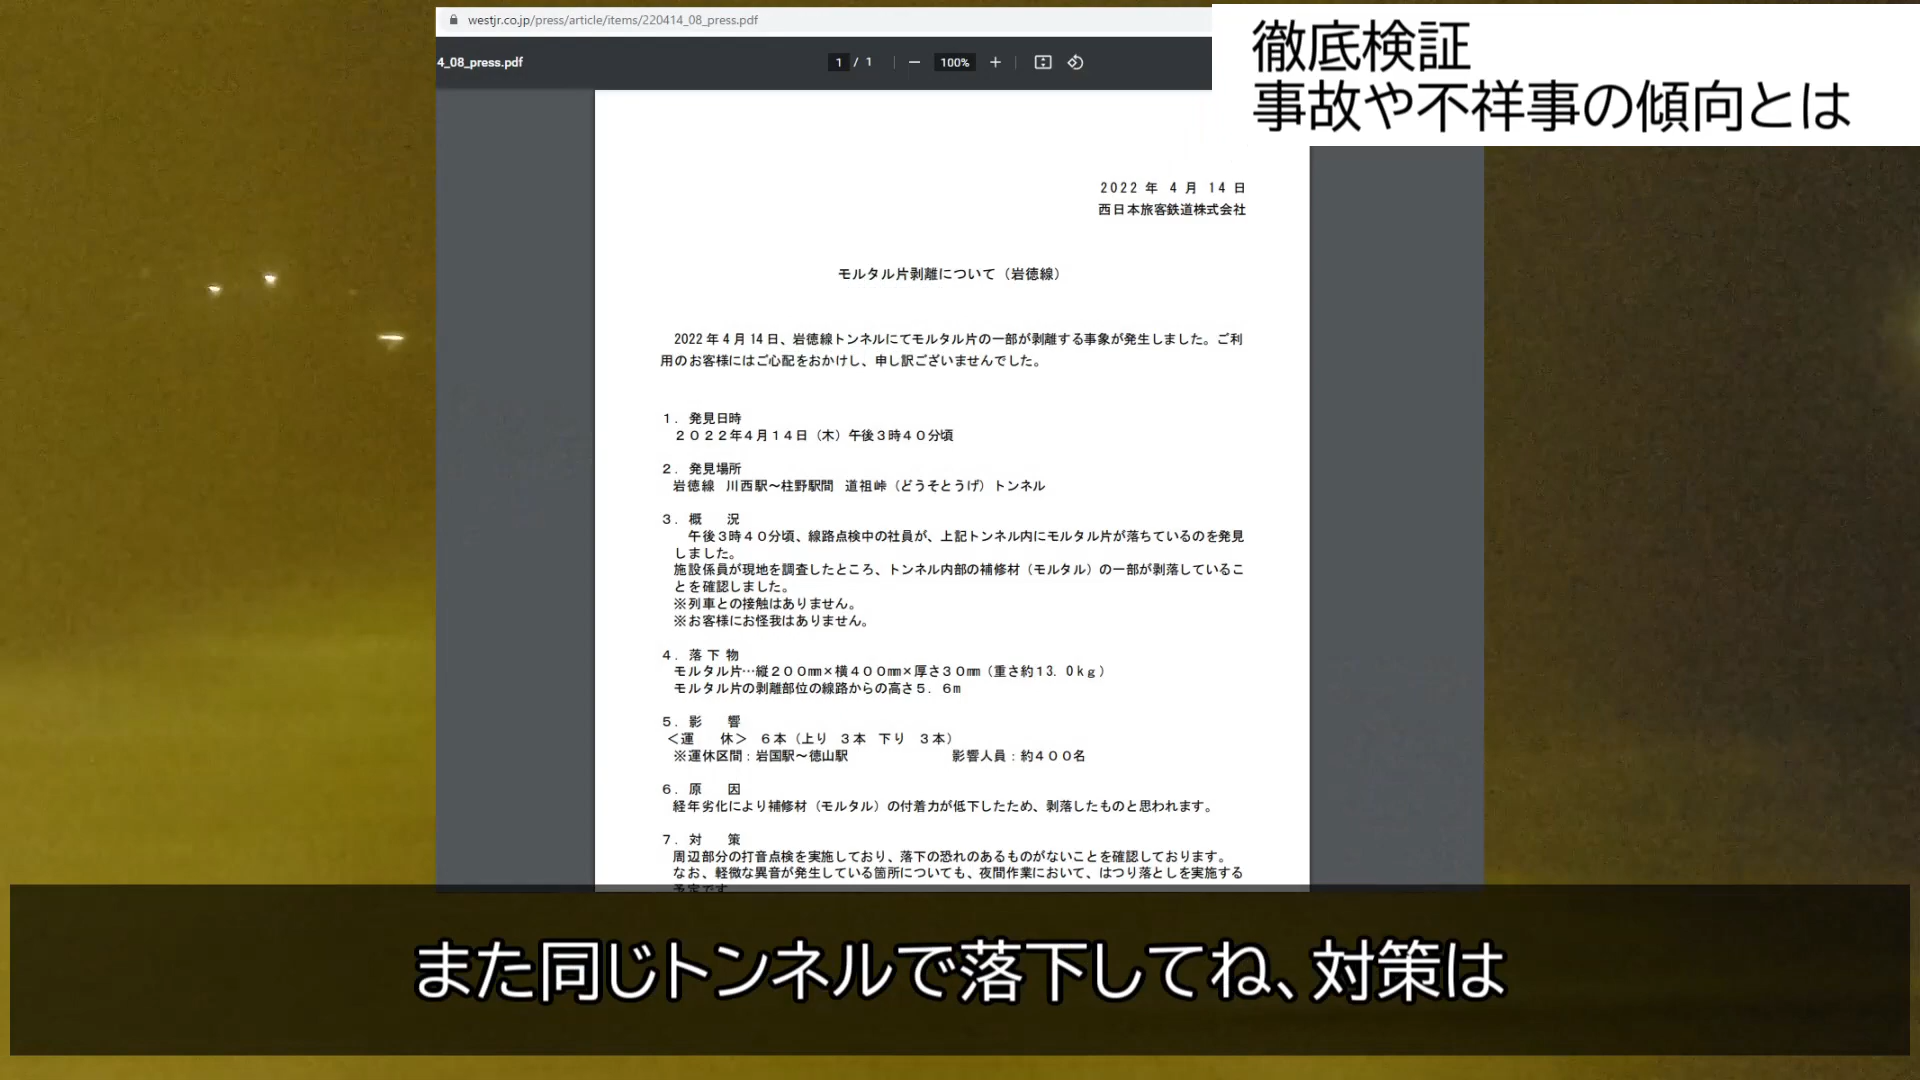 westjr.co.jp/press/article/items/220414_08_press.pdf
4_08_press.pdf
1 / 1
100%
徹底検証
事故や不祥事の傾向とは
2022 年 4 月 14 日
西日本旅客鉄道株式会社
モルタル片剥離について（岩徳線）
2022 年 4 月 14 日、岩徳線トンネルにてモルタル片の一部が剥離する事象が発生しました。ご利
用のお客様にはご心配をおかけし、申し訳ございませんでした。
１．発見日時
２０２２年４月１４日（木）午後３時４０分頃
２．発見場所
岩徳線　川西駅～柱野駅間　道祖峠（どうそとうげ）トンネル
３．概　況
午後３時４０分頃、線路点検中の社員が、上記トンネル内にモルタル片が落ちているのを発見
しました。
施設係員が現地を調査したところ、トンネル内部の補修材（モルタル）の一部が剥落しているこ
とを確認しました。
※列車との接触はありません。
※お客様にお怪我はありません。
４．落 下 物
モルタル片…縦２００㎜×横４００㎜×厚さ３０㎜（重さ約13．0ｋｇ）
モルタル片の剥離部位の線路からの高さ５．６ｍ
５．影　響
＜運　休＞　６本（上り　３本　下り　３本）
※運休区間：岩国駅～徳山駅　影響人員：約４００名
６．原　因
経年劣化により補修材（モルタル）の付着力が低下したため、剥落したものと思われます。
７．対　策
周辺部分の打音点検を実施しており、落下の恐れのあるものがないことを確認しております。
なお、軽微な異音が発生している箇所についても、夜間作業において、はつり落としを実施する
予定です
また同じトンネルで落下してね、対策は